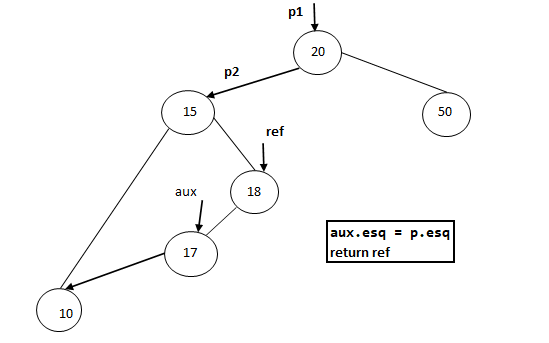 p1
20
p2
15
50
ref
aux
18
17
10
aux.esq = p.esq
return ref